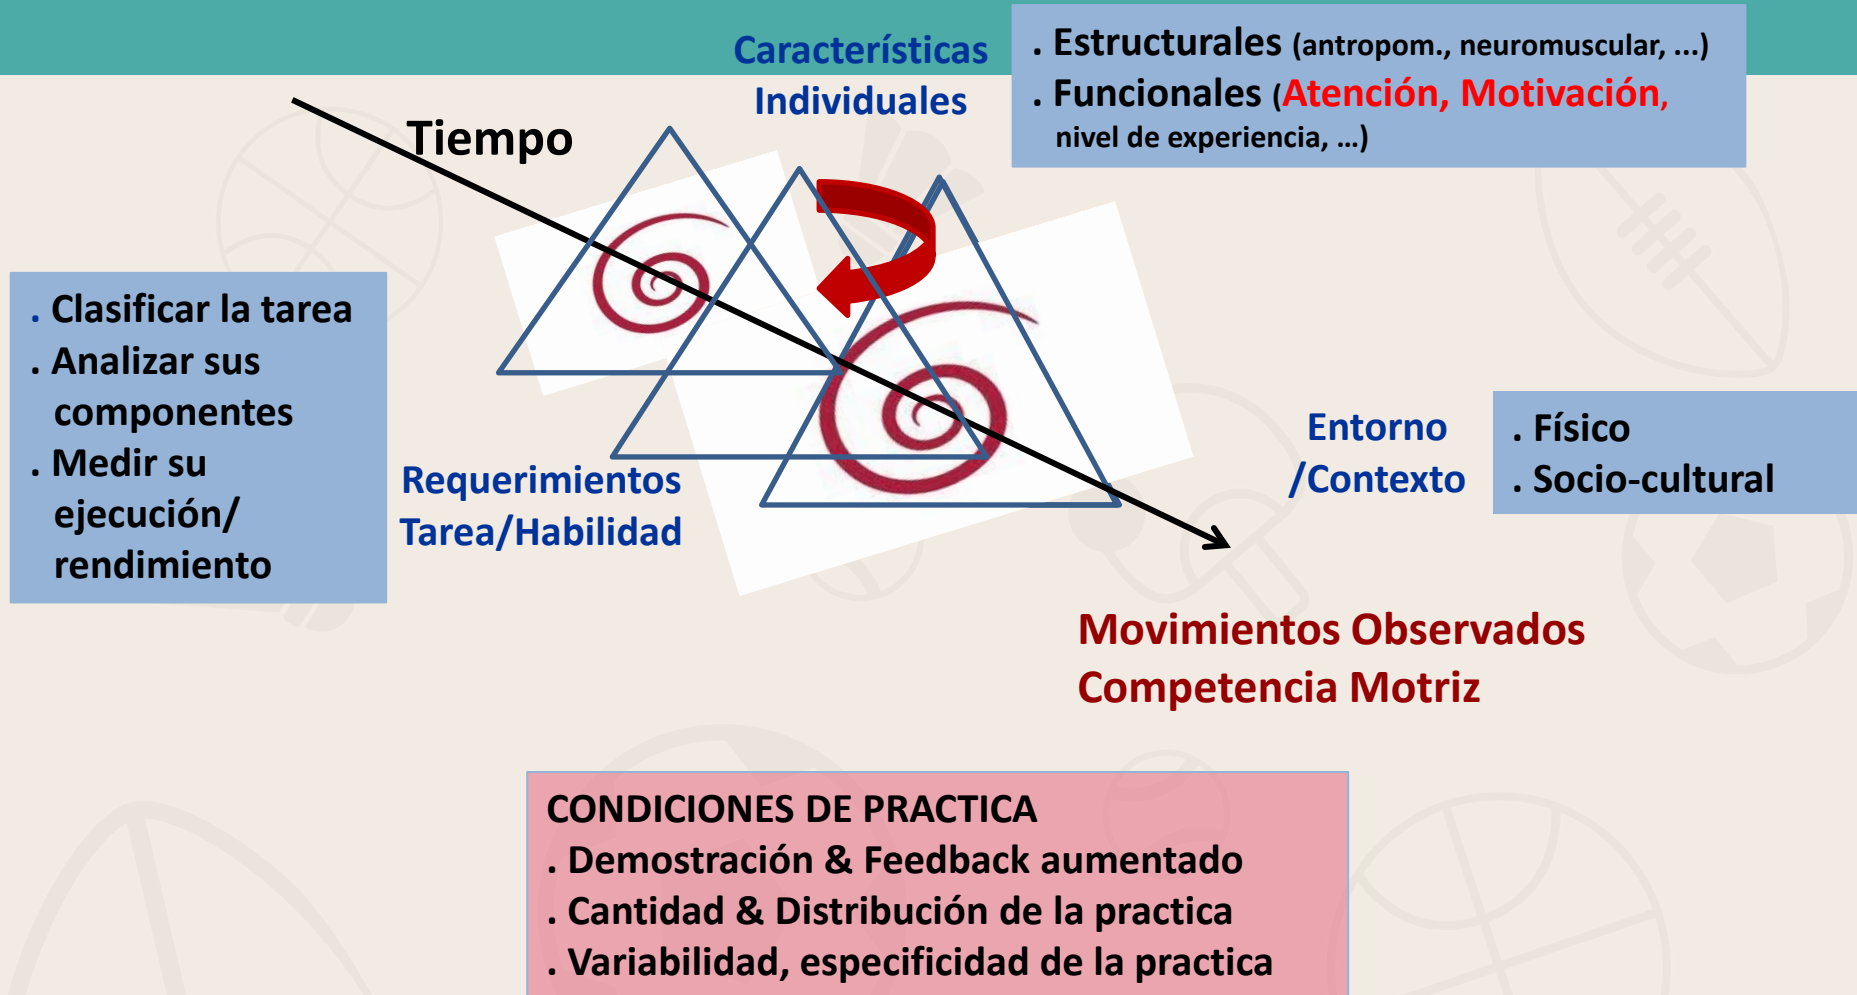 Características
Individuales
. Estructurales (antropom., neuromuscular, ...)
. Funcionales (Atención, Motivación,
nivel de experiencia, ...)
Tiempo
. Clasificar la tarea
. Analizar sus
componentes
. Medir su
ejecución/
rendimiento
Requerimientos
Tarea/Habilidad
Entorno
/Contexto
. Físico
. Socio-cultural
Movimientos Observados
Competencia Motriz
CONDICIONES DE PRACTICA
. Demostración & Feedback aumentado
. Cantidad & Distribución de la practica
. Variabilidad, especificidad de la practica